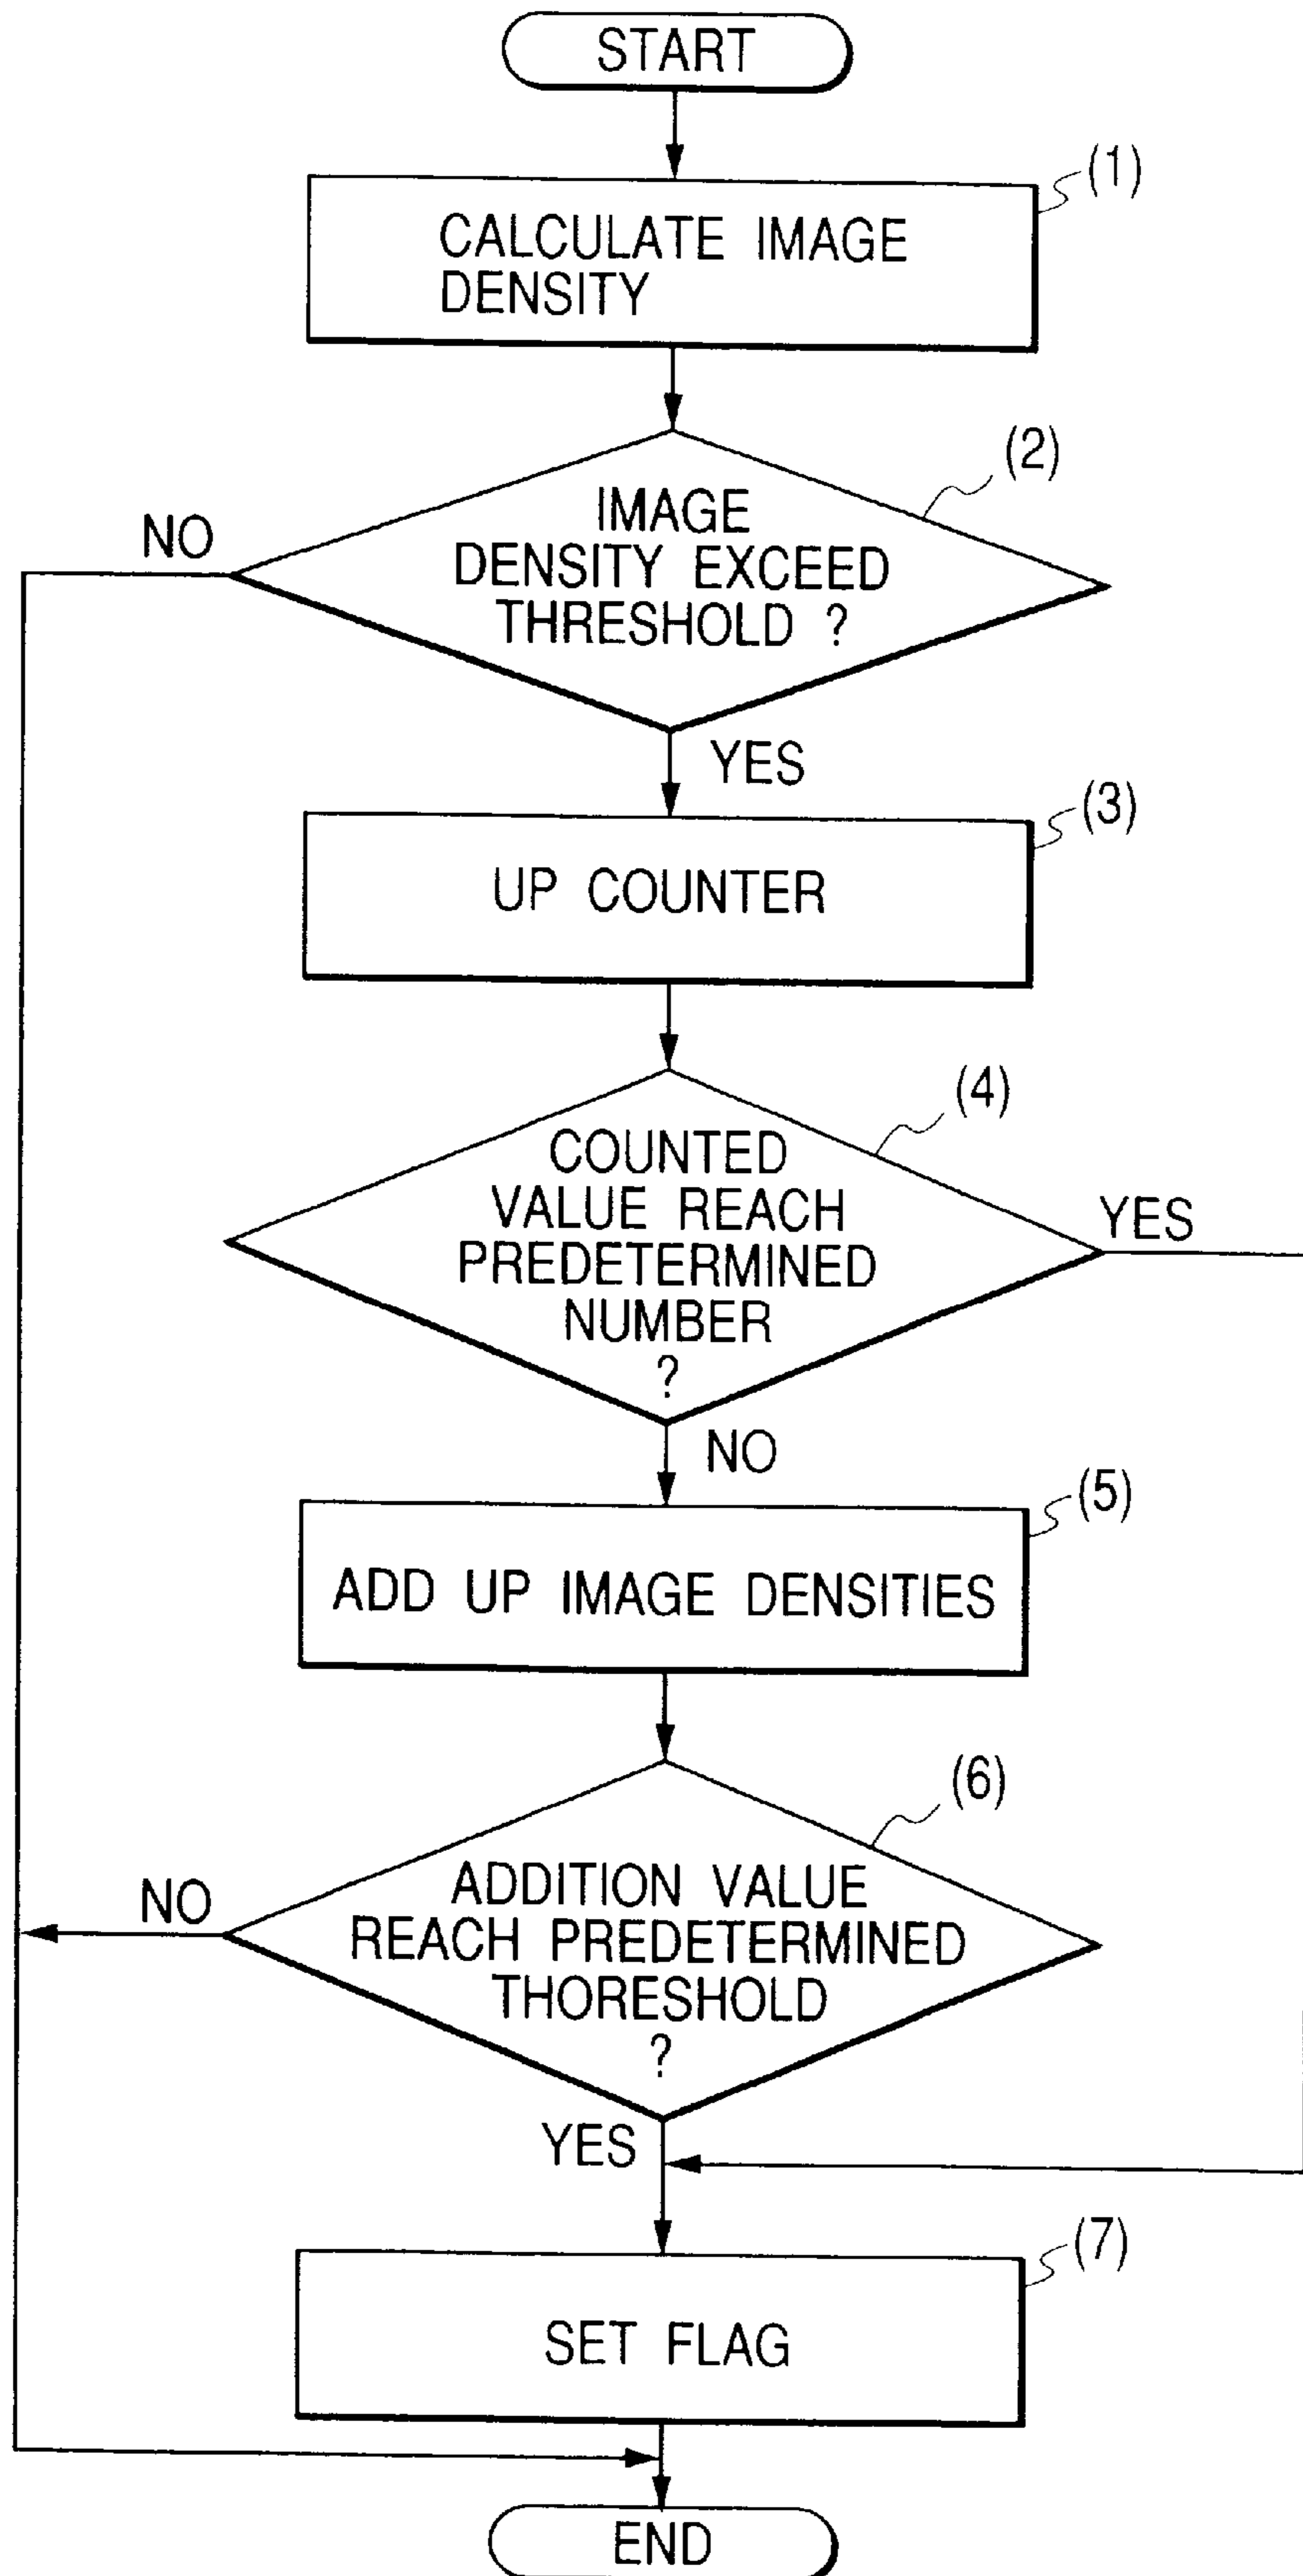 START
(1)
CALCULATE IMAGE
DENSITY
(2)
IMAGE
DENSITY EXCEED
THRESHOLD ?
NO
YES
(3)
UP COUNTER
(4)
COUNTED
VALUE REACH
PREDETERMINED
NUMBER
?
YES
NO
(5)
ADD UP IMAGE DENSITIES
(6)
ADDITION VALUE
REACH PREDETERMINED
THORESHOLD
?
NO
YES
(7)
SET FLAG
END